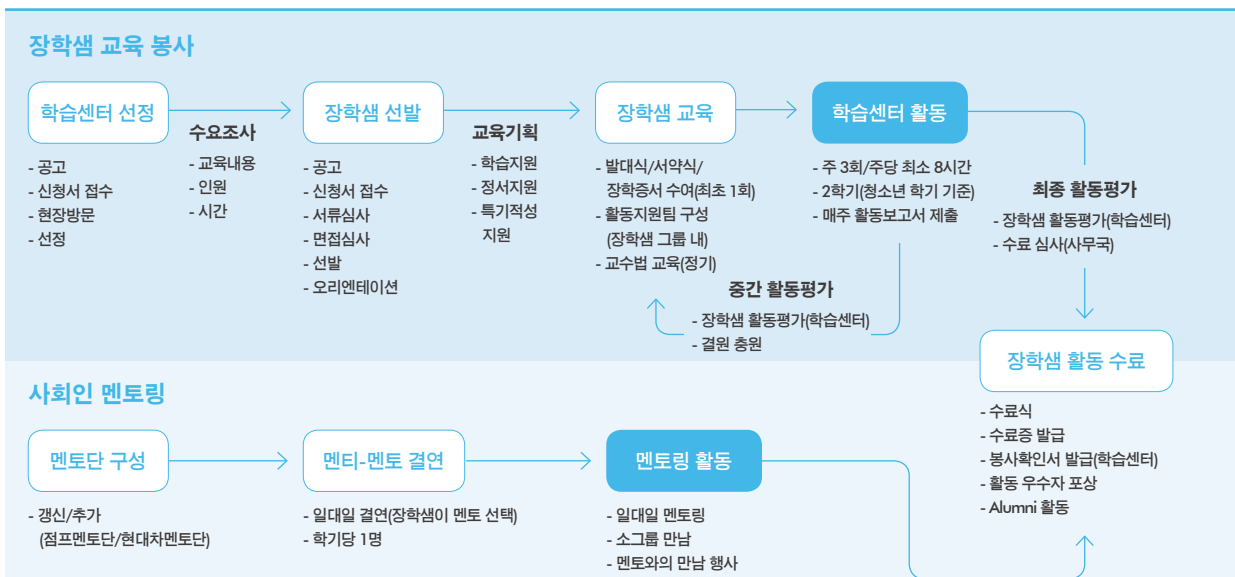 장학샘 교육 봉사
학습센터 선정
- 공고
- 신청서 접수
- 현장방문
- 선정
수요조사
- 교육내용
- 인원
- 시간
장학샘 선발
- 공고
- 신청서 접수
- 서류심사
- 면접심사
- 선발
- 오리엔테이션
교육기획
- 학습지원
- 정서지원
- 특기적성
지원
장학샘 교육
- 발대식/서약식/
장학증서 수여(최초 1회)
- 활동지원팀 구성
(장학샘 그룹 내)
- 교수법 교육(정기)
학습센터 활동
- 주 3회/주당 최소 8시간
- 2학기(청소년 학기 기준)
- 매주 활동보고서 제출
중간 활동평가
- 장학샘 활동평가(학습센터)
- 결원 충원
최종 활동평가
- 장학샘 활동평가(학습센터)
- 수료 심사(사무국)
장학샘 활동 수료
- 수료식
- 수료증 발급
- 봉사확인서 발급(학습센터)
- 활동 우수자 포상
- Alumni 활동
사회인 멘토링
멘토단 구성
- 갱신/추가
(점프멘토단/현대차멘토단)
멘티-멘토 결연
- 일대일 결연(장학샘이 멘토 선택)
- 학기당 1명
멘토링 활동
- 일대일 멘토링
- 소그룹 만남
- 멘토와의 만남 행사